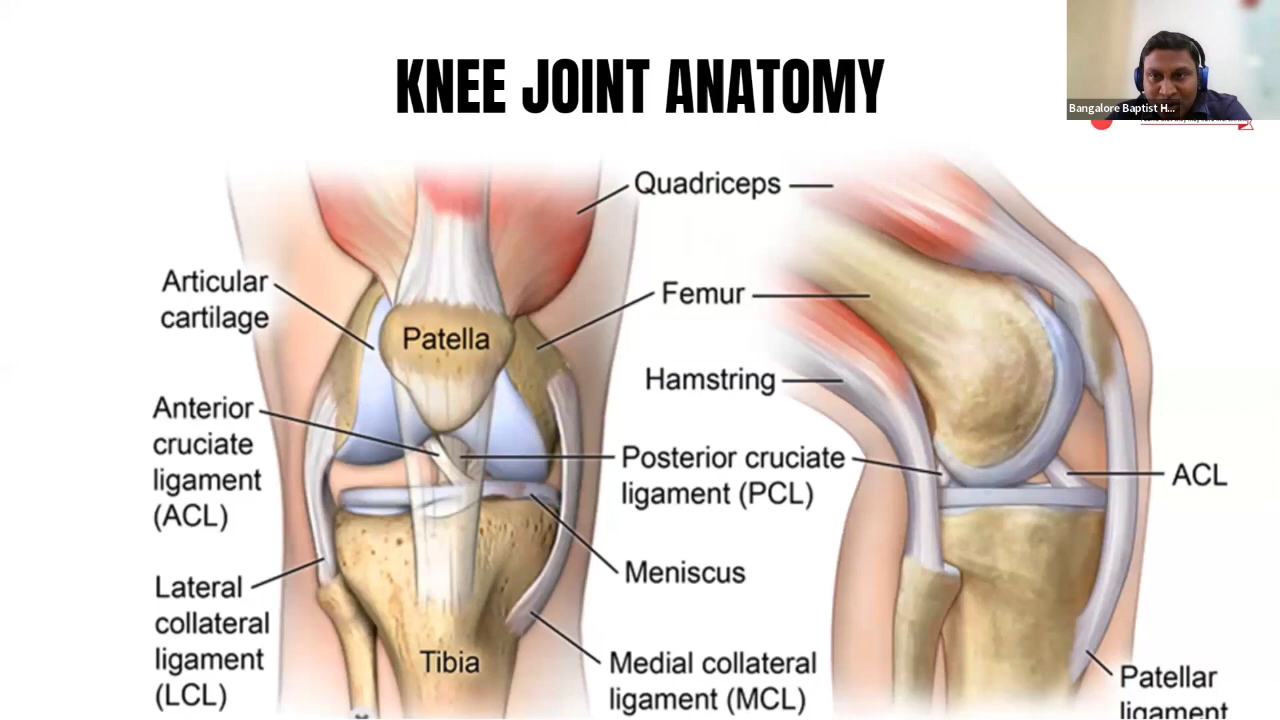 KNEE JOINT ANATOMY
Bangalore Baptist H...
Quadriceps
Articular
cartilage
Patella
Femur
Hamstring
Anterior
cruciate
ligament
(ACL)
Posterior cruciate
ligament (PCL)
ACL
Meniscus
Lateral
collateral
ligament
(LCL)
Tibia
Medial collateral
ligament (MCL)
Patellar
ligament